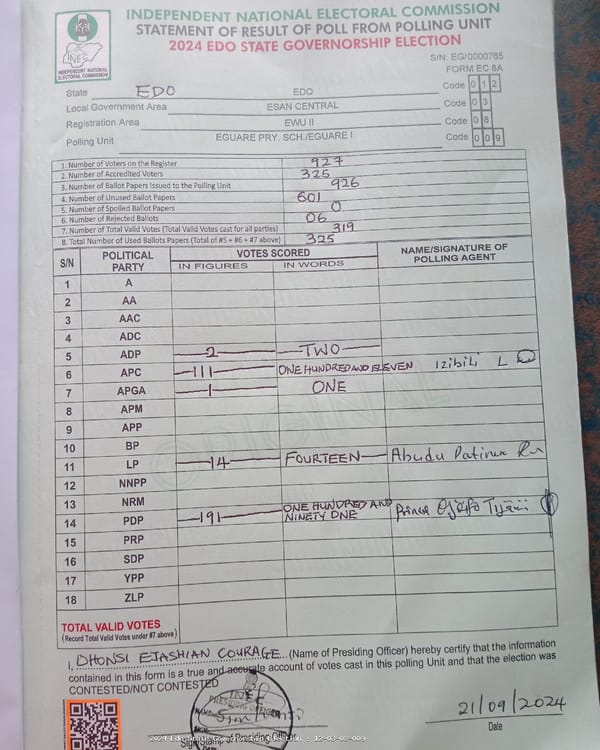 INDEPENDENT NATIONAL ELECTORAL COMMISSION
STATEMENT OF RESULT OF POLL FROM POLLING UNIT
2024 EDO STATE GOVERNORSHIP ELECTION
INEC
INDEPENDENT NATIONAL
ELECTORAL COMMISSION
S/N: EG/0000765
FORM EC 8A
State EDO EDO Code 0 1 2
Local Government Area ESAN CENTRAL Code 0 3
Registration Area EWU II Code 0 8
Polling Unit EGUARE PRY. SCH./EGUARE I Code 0 0 9
1. Number of Voters on the Register 927
2. Number of Accredited Voters 325
3. Number of Ballot Papers Issued to the Polling Unit 926
4. Number of Unused Ballot Papers 601
5. Number of Spoiled Ballot Papers 0
6. Number of Rejected Ballots 06
7. Number of Total Valid Votes (Total Valid Votes cast for all parties) 319
8. Total Number of Used Ballots Papers (Total of #5 + #6 + #7 above) 325
S/N POLITICAL PARTY VOTES SCORED NAME/SIGNATURE OF POLLING AGENT
IN FIGURES IN WORDS
1 A
2 AA
3 AAC
4 ADC
5 ADP 2 TWO
6 APC 111 ONE HUNDRED AND ELEVEN Izibili L
7 APGA 1 ONE
8 APM
9 APP
10 BP
11 LP 14 FOURTEEN Abudu
12 NNPP
13 NRM
14 PDP 191 ONE HUNDRED AND NINETY ONE Prince
15 PRP
16 SDP
17 YPP
18 ZLP
TOTAL VALID VOTES
(Record Total Valid Votes under #7 above)
I, DHONSI EJASHIAN COURAGE...(Name of Presiding Officer) hereby certify that the information
contained in this form is a true and accurate account of votes cast in this polling Unit and that the election was
CONTESTED/NOT CONTESTED
INEC
PRESIDING OFFICER
21/09/2024
Sign/Stamp of Presiding Officer
Date